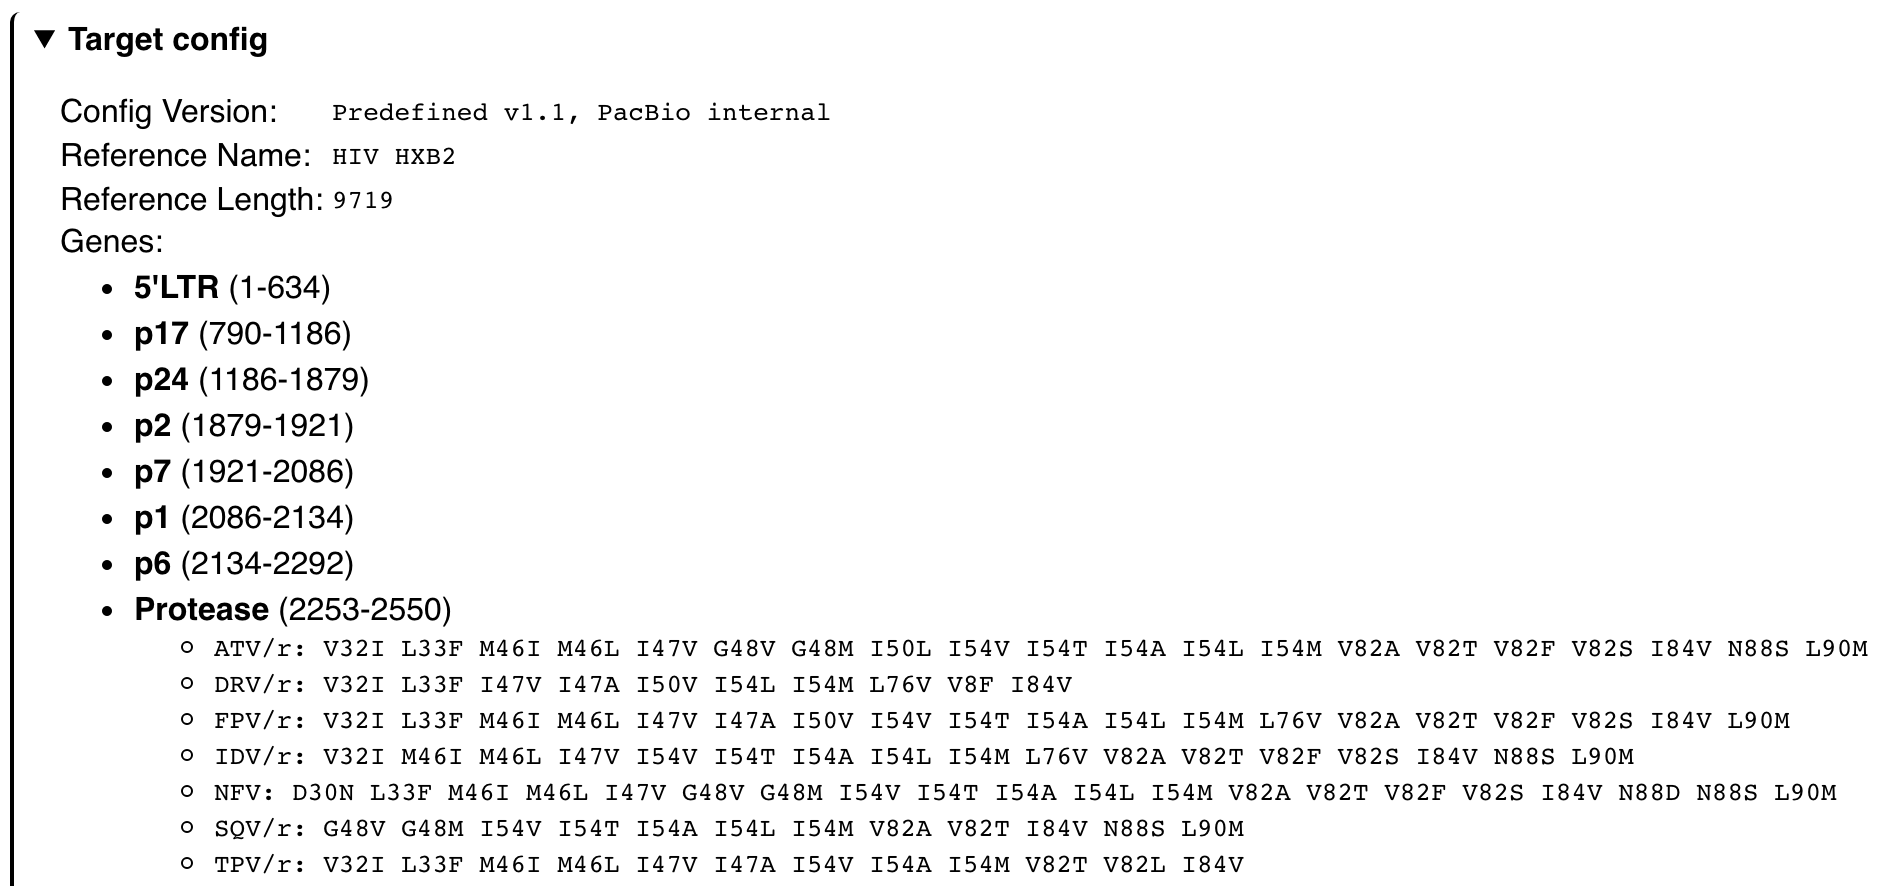 ▼ Target config
Config Version: Predefined v1.1, PacBio internal
Reference Name: HIV HXB2
Reference Length: 9719
Genes:
• 5'LTR (1-634)
• p17 (790-1186)
• p24 (1186-1879)
• p2 (1879-1921)
• p7 (1921-2086)
• p1 (2086-2134)
• p6 (2134-2292)
• Protease (2253-2550)
○ ATV/r: V32I L33F M46I M46L I47V G48V G48M I50L I54V I54T I54A I54L I54M V82A V82T V82F V82S I84V N88S L90M
○ DRV/r: V32I L33F I47V I47A I50V I54L I54M L76V V8F I84V
○ FPV/r: V32I L33F M46I M46L I47V I47A I50V I54V I54T I54A I54L I54M L76V V82A V82T V82F V82S I84V L90M
○ IDV/r: V32I M46I M46L I47V I54V I54T I54A I54L I54M L76V V82A V82T V82F V82S I84V N88S L90M
○ NFV: D30N L33F M46I M46L I47V G48V G48M I54V I54T I54A I54L I54M V82A V82T V82F V82S I84V N88D N88S L90M
○ SQV/r: G48V G48M I54V I54T I54A I54L I54M V82A V82T I84V N88S L90M
○ TPV/r: V32I L33F M46I M46L I47V I47A I54V I54A I54M V82T V82L I84V